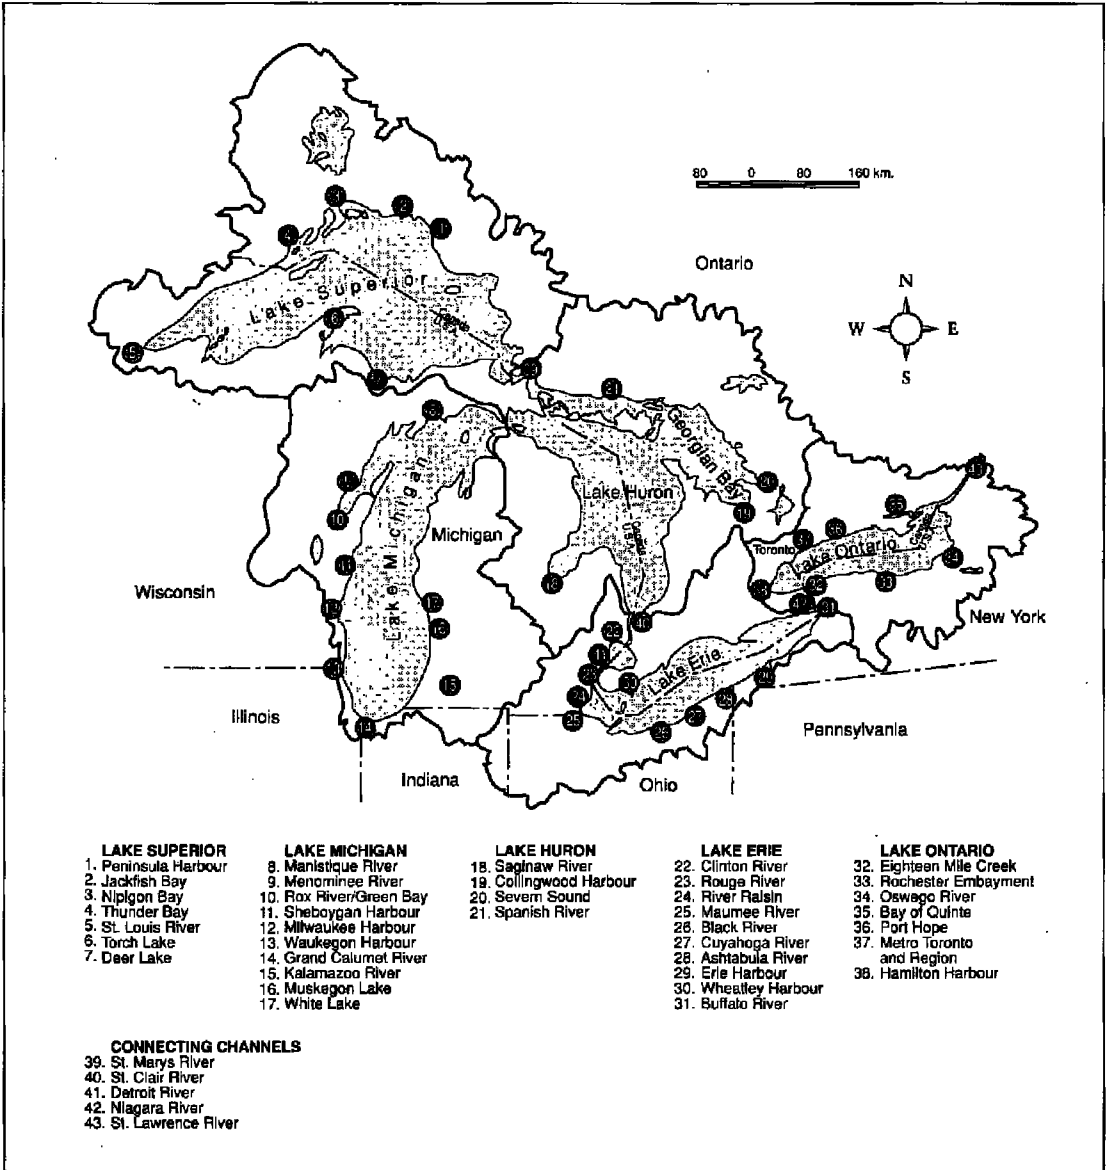 80 0 80 160 km.
Ontario
N
W E
S
Lake Superior
Canada
Georgian Bay
Lake Huron
Canada
U.S.A.
Michigan
Lake Michigan
Toronto
Lake Ontario
Canada
U.S.A.
Wisconsin
New York
Lake Erie
Illinois
Indiana
Ohio
Pennsylvania
LAKE SUPERIOR
1. Peninsula Harbour
2. Jackfish Bay
3. Nipigon Bay
4. Thunder Bay
5. St. Louis River
6. Torch Lake
7. Deer Lake
LAKE MICHIGAN
8. Manistique River
9. Menominee River
10. Rox River/Green Bay
11. Sheboygan Harbour
12. Milwaukee Harbour
13. Waukegon Harbour
14. Grand Calumet River
15. Kalamazoo River
16. Muskegon Lake
17. White Lake
LAKE HURON
18. Saginaw River
19. Collingwood Harbour
20. Severn Sound
21. Spanish River
LAKE ERIE
22. Clinton River
23. Rouge River
24. River Raisin
25. Maumee River
26. Black River
27. Cuyahoga River
28. Ashtabula River
29. Erie Harbour
30. Wheatley Harbour
31. Buffalo River
LAKE ONTARIO
32. Eighteen Mile Creek
33. Rochester Embayment
34. Oswego River
35. Bay of Quinte
36. Port Hope
37. Metro Toronto
and Region
38. Hamilton Harbour
CONNECTING CHANNELS
39. St. Marys River
40. St. Clair River
41. Detroit River
42. Niagara River
43. St. Lawrence River